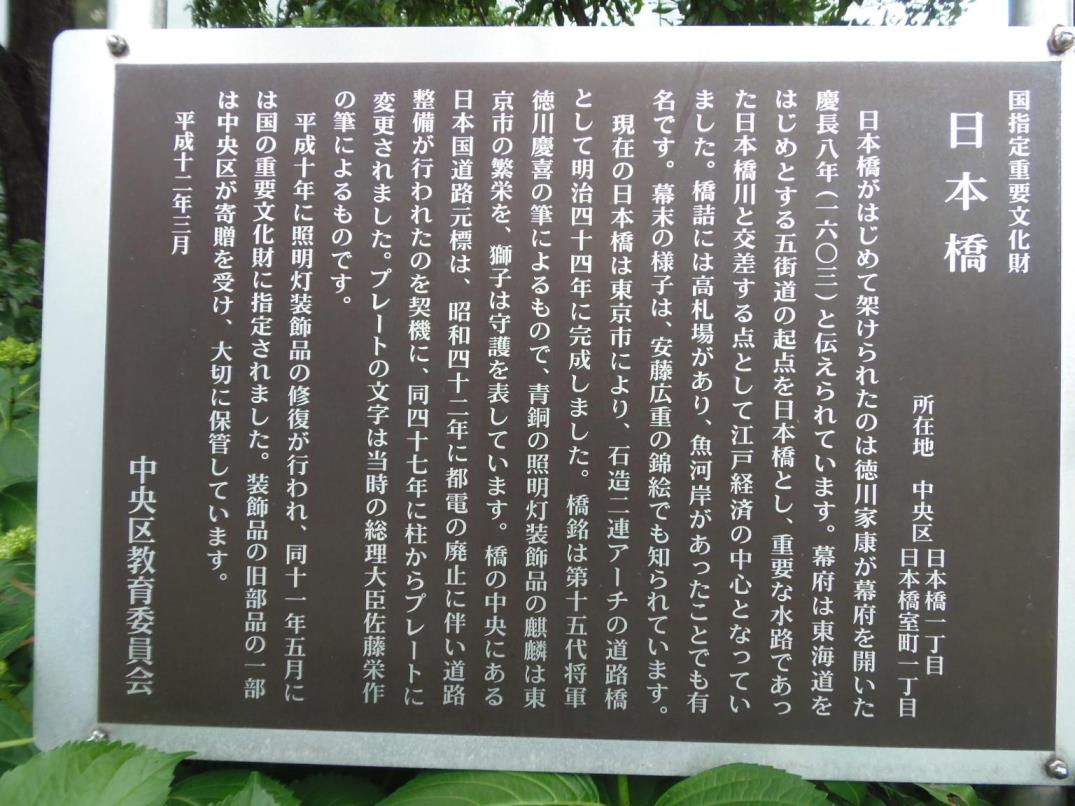 国指定重要文化財
日本橋
所在地 中央区 日本橋一丁目
日本橋室町一丁目
日本橋がはじめて架けられたのは徳川家康が幕府を開いた
慶長八年(一六〇三)と伝えられています。幕府は東海道を
はじめとする五街道の起点を日本橋とし、重要な水路であっ
た日本橋川と交差する点として江戸経済の中心となってい
ました。橋詰には高札場があり、魚河岸があったことでも有
名です。幕末の様子は、安藤広重の錦絵でも知られています。
現在の日本橋は東京市により、石造二連アーチの道路橋
として明治四十四年に完成しました。橋銘は第十五代将軍
徳川慶喜の筆によるもので、青銅の照明灯装飾品の麒麟は東
京市の繁栄を、獅子は守護を表しています。橋の中央にある
日本国道路元標は、昭和四十二年に都電の廃止に伴い道路
整備が行われたのを契機に、同四十七年に柱からプレートに
変更されました。プレートの文字は当時の総理大臣佐藤栄作
の筆によるものです。
平成十年に照明灯装飾品の修復が行われ、同十一年五月に
は国の重要文化財に指定されました。装飾品の旧部品の一部
は中央区が寄贈を受け、大切に保管しています。
平成十二年三月
中央区教育委員会